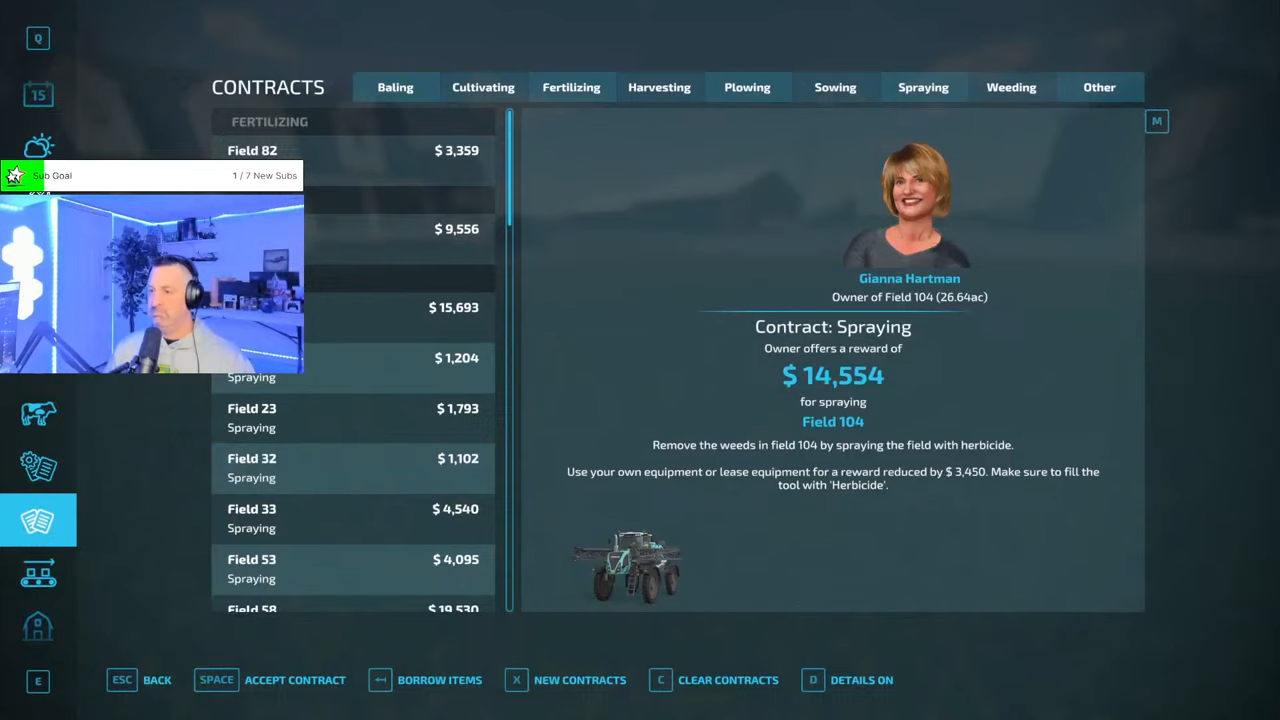 Q
CONTRACTS
Baling
Cultivating
Fertilizing
Harvesting
Plowing
Sowing
Spraying
Weeding
Other
15
M
FERTILIZING
Field 82
$ 3,359
Sub Goal
1 / 7 New Subs
$ 9,556
$ 15,693
$ 1,204
Spraying
Field 23
$ 1,793
Spraying
Field 32
$ 1,102
Spraying
Field 33
$ 4,540
Spraying
Field 53
$ 4,095
Spraying
Field 58
$ 19,530
Gianna Hartman
Owner of Field 104 (26.64ac)
Contract: Spraying
Owner offers a reward of
$ 14,554
for spraying
Field 104
Remove the weeds in field 104 by spraying the field with herbicide.
Use your own equipment or lease equipment for a reward reduced by $ 3,450. Make sure to fill the
tool with 'Herbicide'.
E
ESC BACK
SPACE ACCEPT CONTRACT
BORROW ITEMS
X NEW CONTRACTS
C CLEAR CONTRACTS
D DETAILS ON